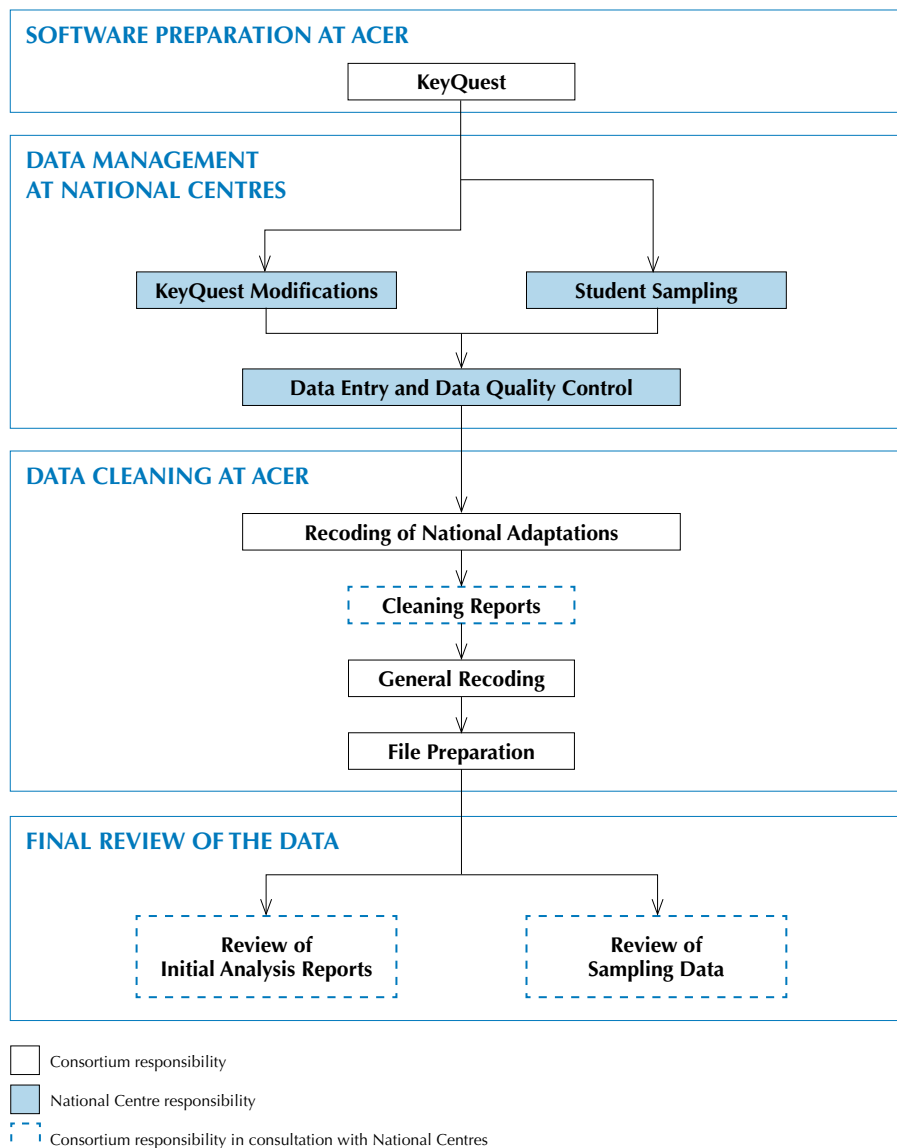 SOFTWARE PREPARATION AT ACER
KeyQuest
DATA MANAGEMENT
AT NATIONAL CENTRES
KeyQuest Modifications
Student Sampling
Data Entry and Data Quality Control
DATA CLEANING AT ACER
Recoding of National Adaptations
Cleaning Reports
General Recoding
File Preparation
FINAL REVIEW OF THE DATA
Review of
Initial Analysis Reports
Review of
Sampling Data
Consortium responsibility
National Centre responsibility
Consortium responsibility in consultation with National Centres